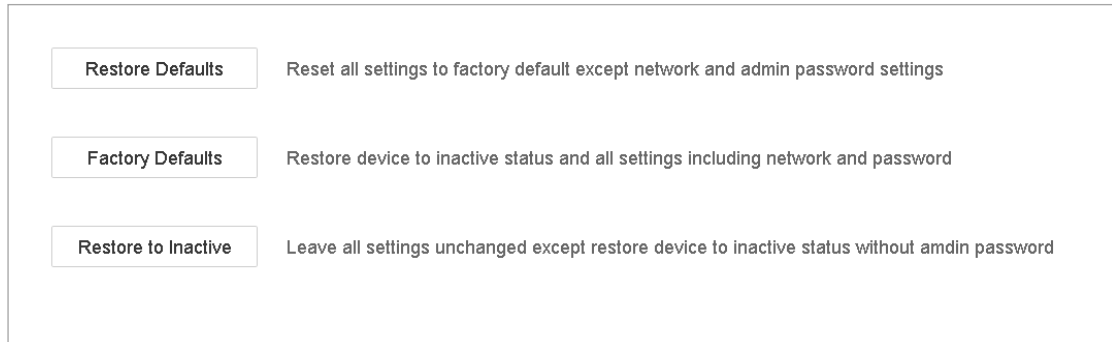 Restore Defaults Reset all settings to factory default except network and admin password settings
Factory Defaults Restore device to inactive status and all settings including network and password
Restore to Inactive Leave all settings unchanged except restore device to inactive status without amdin password